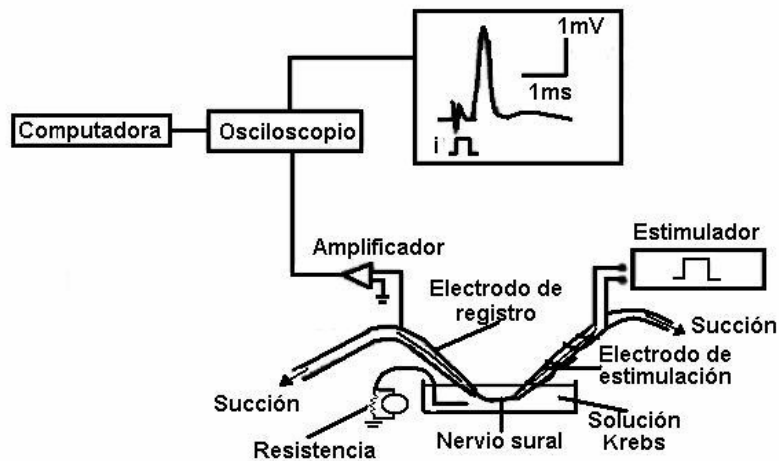 1mV
1ms
i
Computadora
Osciloscopio
Estimulador
Amplificador
Electrodo de
registro
Succión
Electrodo de
estimulación
Succión
Solución
Krebs
Resistencia
Nervio sural